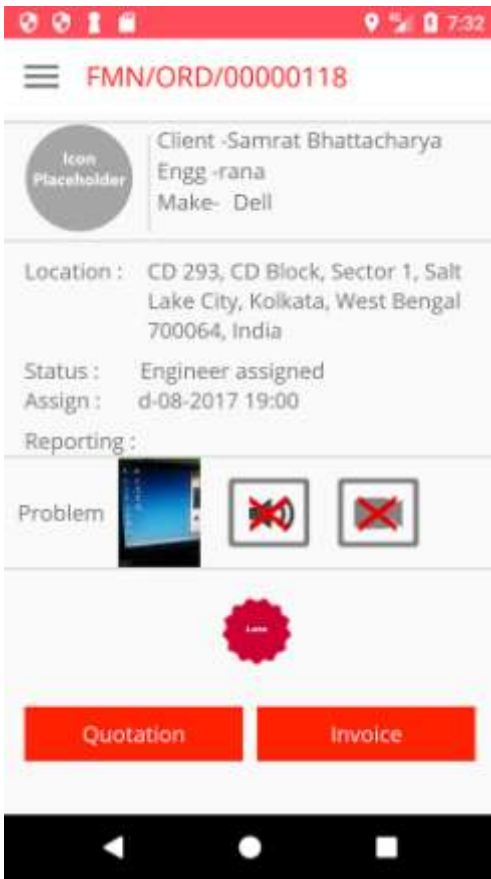 7:32
FMN/ORD/00000118
Icon
Placeholder
Client -Samrat Bhattacharya
Engg -rana
Make- Dell
Location : CD 293, CD Block, Sector 1, Salt
Lake City, Kolkata, West Bengal
700064, India
Status : Engineer assigned
Assign : d-08-2017 19:00
Reporting :
Problem
Quotation
Invoice